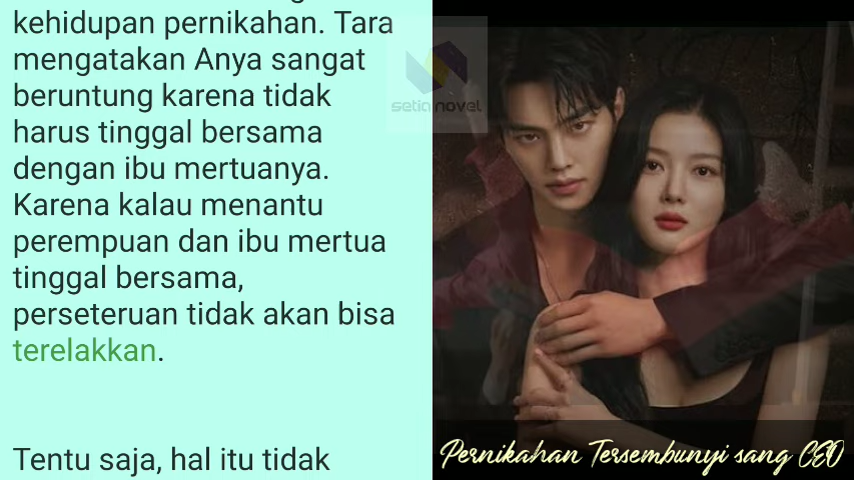 kehidupan pernikahan. Tara
mengatakan Anya sangat
beruntung karena tidak
harus tinggal bersama
dengan ibu mertuanya.
Karena kalau menantu
perempuan dan ibu mertua
tinggal bersama,
perseteruan tidak akan bisa
terelakkan.
Tentu saja, hal itu tidak
setia novel
Pernikahan Tersembunyi sang CEO